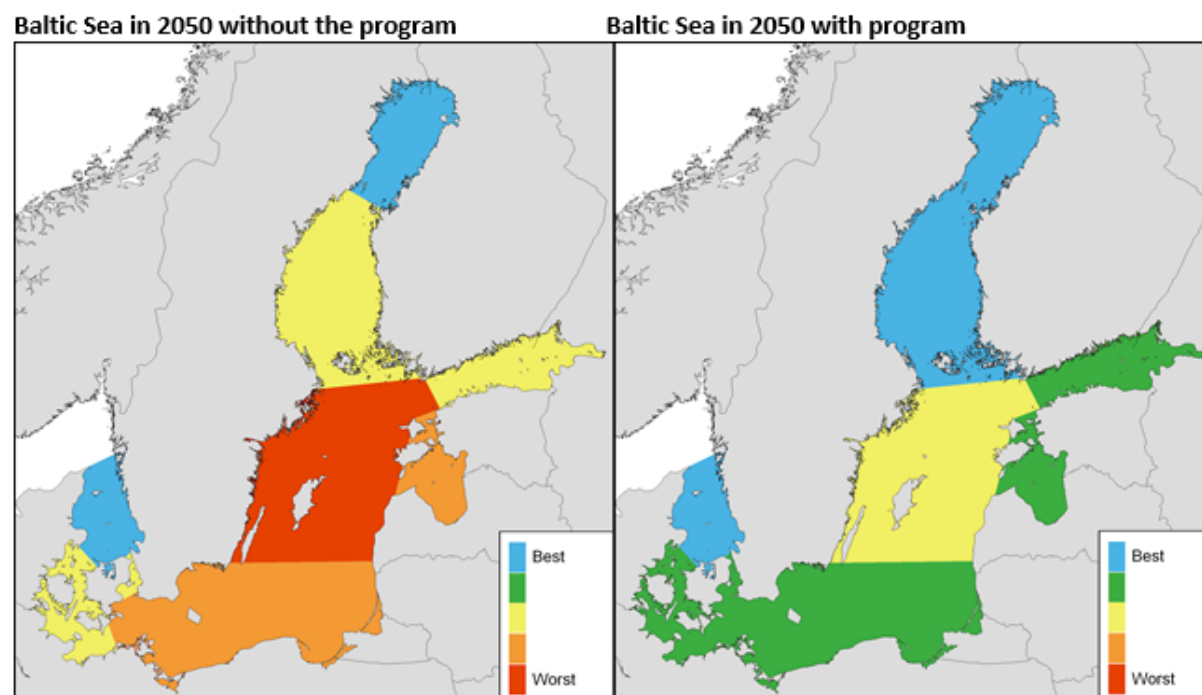 Baltic Sea in 2050 without the program
Baltic Sea in 2050 with program
Best
Worst
Best
Worst